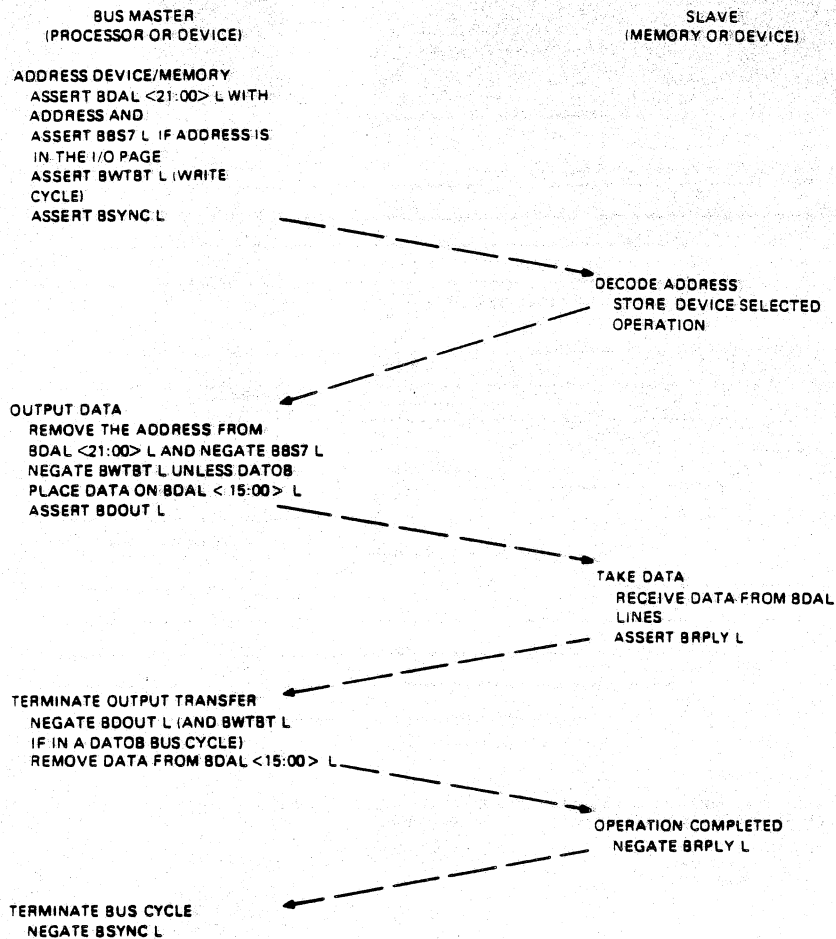 BUS MASTER
(PROCESSOR OR DEVICE)
SLAVE
(MEMORY OR DEVICE)
ADDRESS DEVICE/MEMORY
ASSERT BDAL <21:00> L WITH
ADDRESS AND
ASSERT BBS7 L IF ADDRESS IS
IN THE I/O PAGE
ASSERT BWTBT L (WRITE
CYCLE)
ASSERT BSYNC L
DECODE ADDRESS
STORE DEVICE SELECTED
OPERATION
OUTPUT DATA
REMOVE THE ADDRESS FROM
BDAL <21:00> L AND NEGATE BBS7 L
NEGATE BWTBT L UNLESS DATOB
PLACE DATA ON BDAL < 15:00 > L
ASSERT BDOUT L
TAKE DATA
RECEIVE DATA FROM BDAL
LINES
ASSERT BRPLY L
TERMINATE OUTPUT TRANSFER
NEGATE BDOUT L (AND BWTBT L
IF IN A DATOB BUS CYCLE)
REMOVE DATA FROM BDAL <15:00 > L
OPERATION COMPLETED
NEGATE BRPLY L
TERMINATE BUS CYCLE
NEGATE BSYNC L